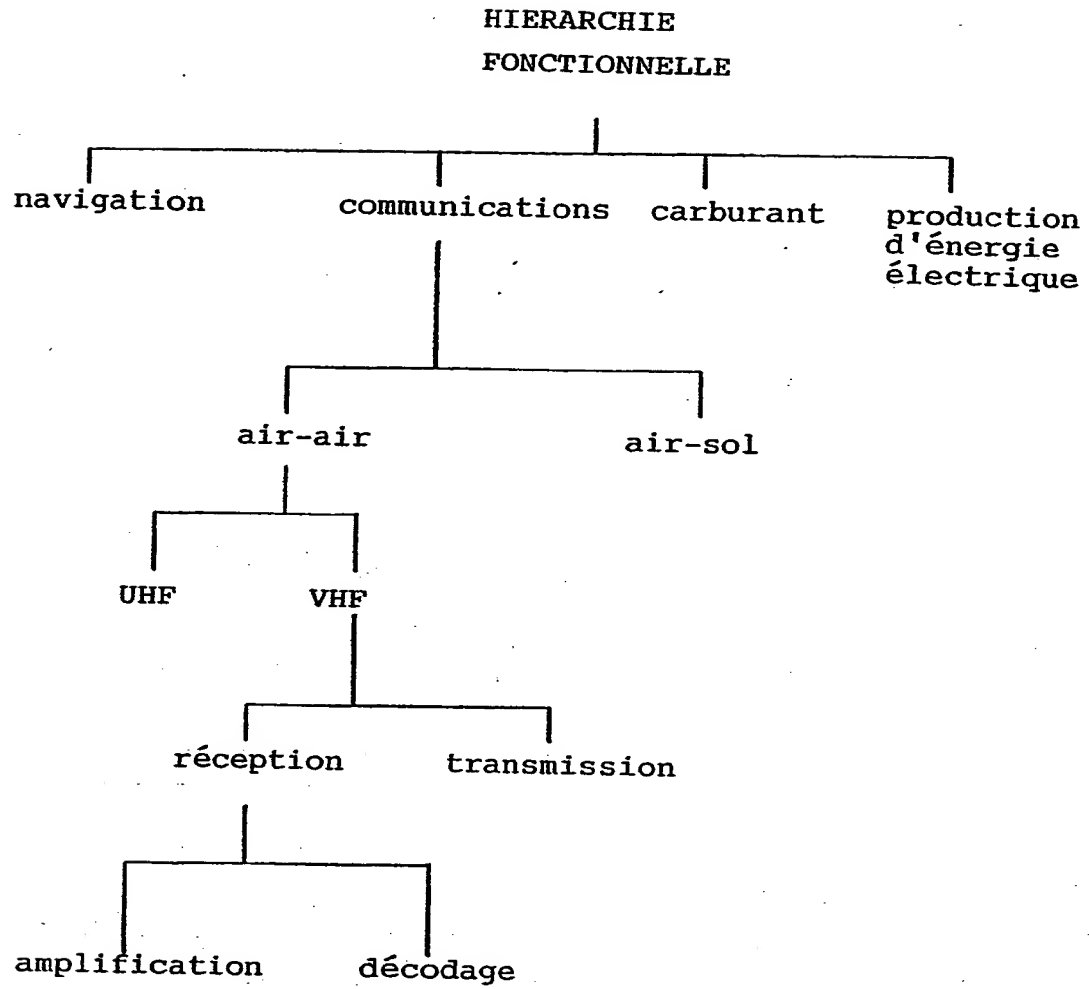 HIERARCHIE
FONCTIONNELLE
navigation
communications
carburant
production
d'énergie
électrique
air-air
air-sol
UHF
VHF
réception
transmission
amplification
décodage